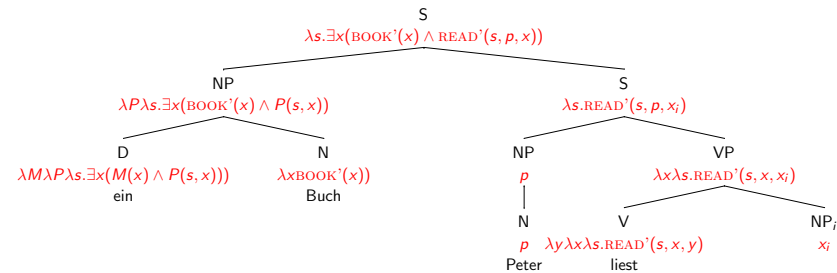 S
λs.∃x(BOOK'(x) ∧ READ'(s, p, x))
NP S
λPλs.∃x(BOOK'(x) ∧ P(s, x)) λs.READ'(s, p, xᵢ)
D N NP VP
λMλPλs.∃x(M(x) ∧ P(s, x))) λxBOOK'(x)) p λxλs.READ'(s, x, xᵢ)
ein Buch
N V NPᵢ
p λyλxλs.READ'(s, x, y) xᵢ
Peter liest